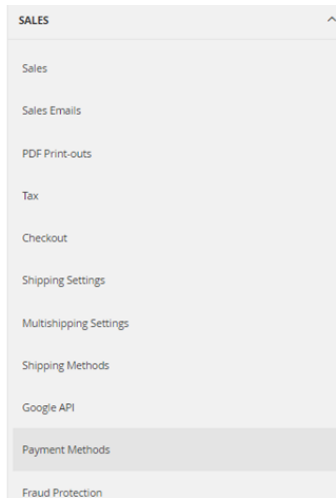 SALES
Sales
Sales Emails
PDF Print-outs
Tax
Checkout
Shipping Settings
Multishipping Settings
Shipping Methods
Google API
Payment Methods
Fraud Protection